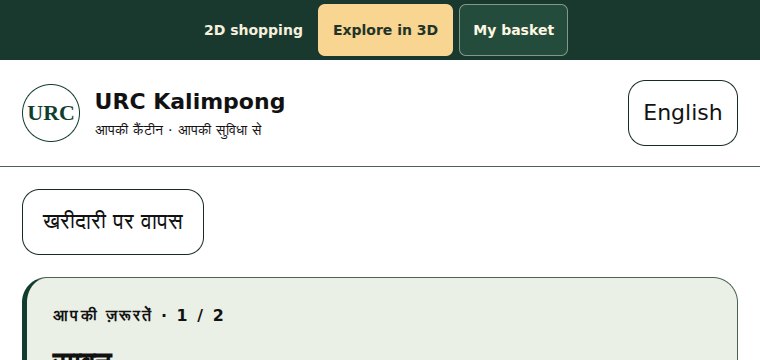 2D shopping
Explore in 3D
My basket
URC
URC Kalimpong
आपकी कैंटीन · आपकी सुविधा से
English
खरीदारी पर वापस
आपकी ज़रूरतें · 1 / 2